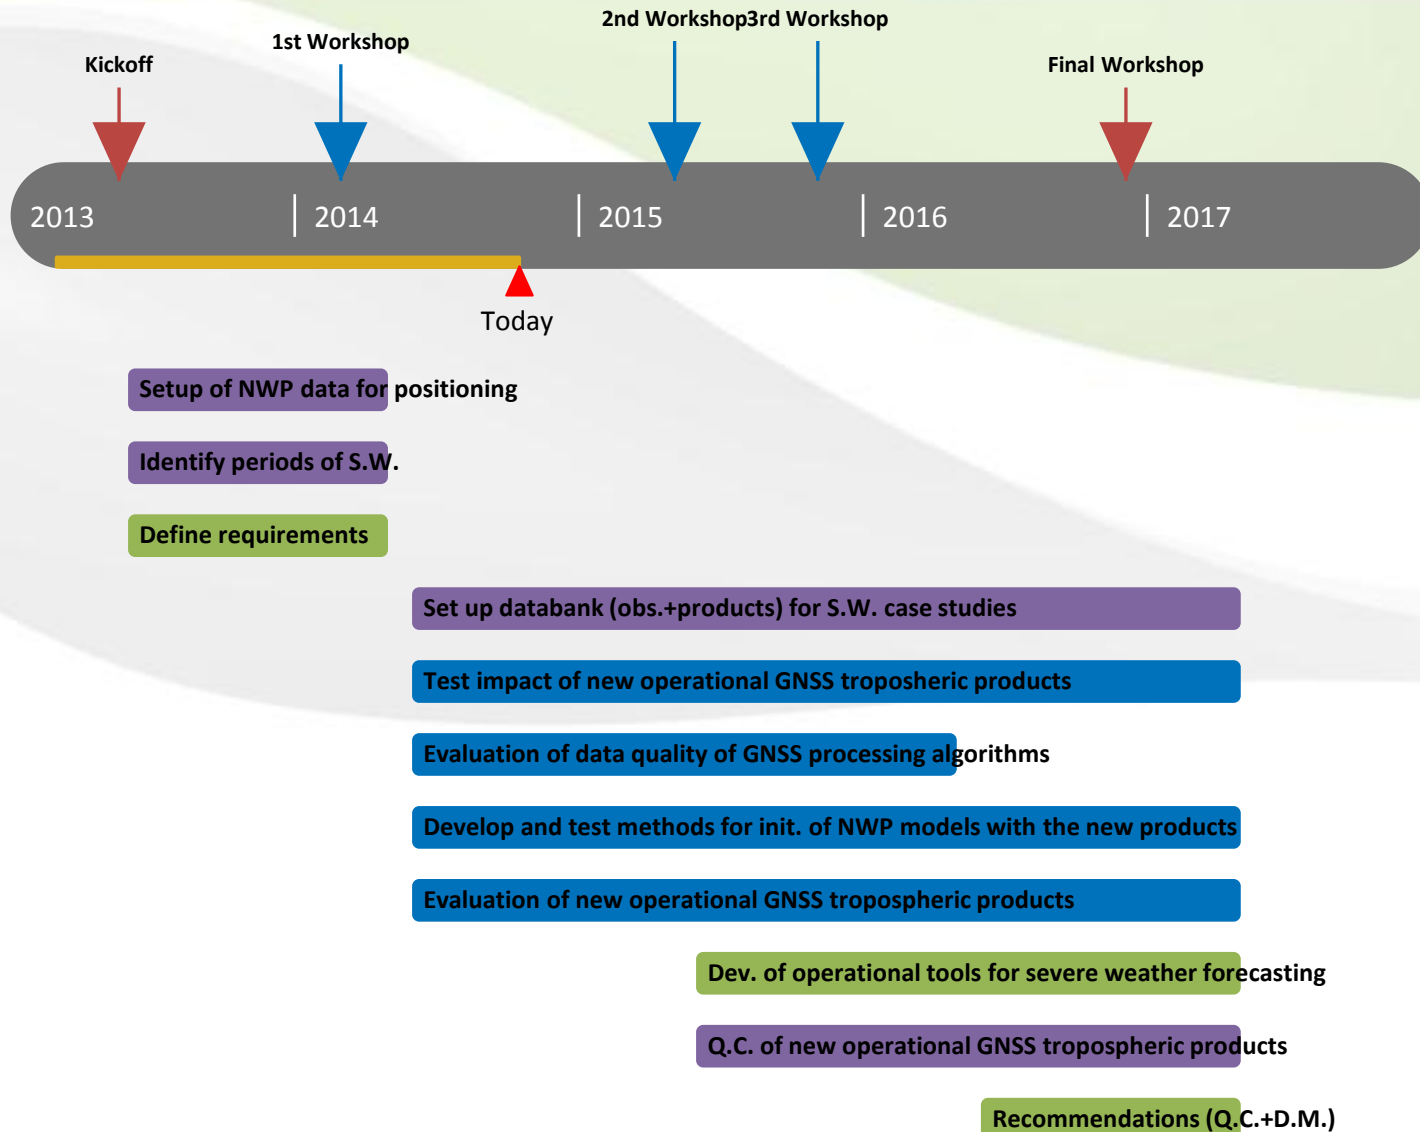 2nd Workshop3rd Workshop
1st Workshop
Kickoff
Final Workshop
2013 2014 2015 2016 2017
Today
Setup of NWP data for positioning
Identify periods of S.W.
Define requirements
Set up databank (obs.+products) for S.W. case studies
Test impact of new operational GNSS troposheric products
Evaluation of data quality of GNSS processing algorithms
Develop and test methods for init. of NWP models with the new products
Evaluation of new operational GNSS tropospheric products
Dev. of operational tools for severe weather forecasting
Q.C. of new operational GNSS tropospheric products
Recommendations (Q.C.+D.M.)